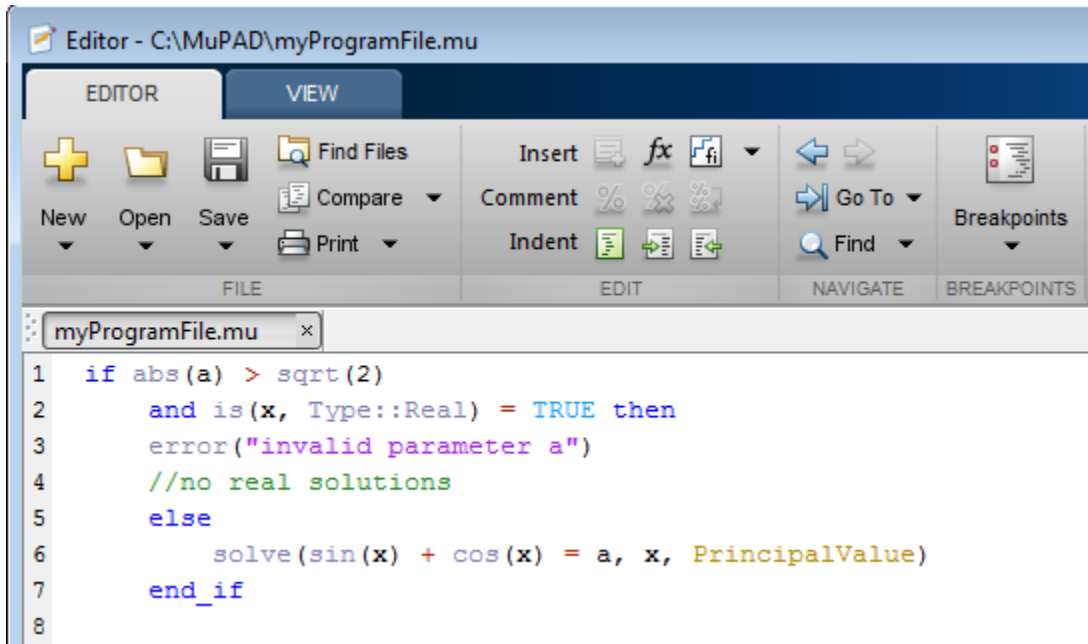 Editor - C:\MuPAD\myProgramFile.mu
EDITOR VIEW
New Open Save
Find Files
Compare
Print
FILE
Insert fx fi
Comment % % %
Indent
EDIT
Go To
Find
NAVIGATE
Breakpoints
BREAKPOINTS
myProgramFile.mu ×
1 if abs(a) > sqrt(2)
2 and is(x, Type::Real) = TRUE then
3 error("invalid parameter a")
4 //no real solutions
5 else
6 solve(sin(x) + cos(x) = a, x, PrincipalValue)
7 end_if
8